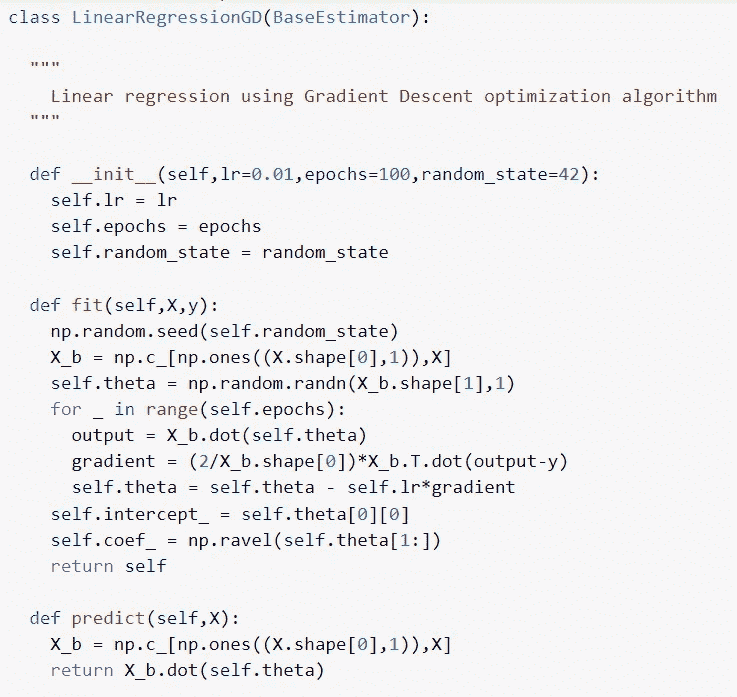 class LinearRegressionGD(BaseEstimator):
"""
Linear regression using Gradient Descent optimization algorithm
"""
def __init__(self,lr=0.01,epochs=100,random_state=42):
self.lr = lr
self.epochs = epochs
self.random_state = random_state
def fit(self,X,y):
np.random.seed(self.random_state)
X_b = np.c_[np.ones((X.shape[0],1)),X]
self.theta = np.random.randn(X_b.shape[1],1)
for _ in range(self.epochs):
output = X_b.dot(self.theta)
gradient = (2/X_b.shape[0])*X_b.T.dot(output-y)
self.theta = self.theta - self.lr*gradient
self.intercept_ = self.theta[0][0]
self.coef_ = np.ravel(self.theta[1:])
return self
def predict(self,X):
X_b = np.c_[np.ones((X.shape[0],1)),X]
return X_b.dot(self.theta)